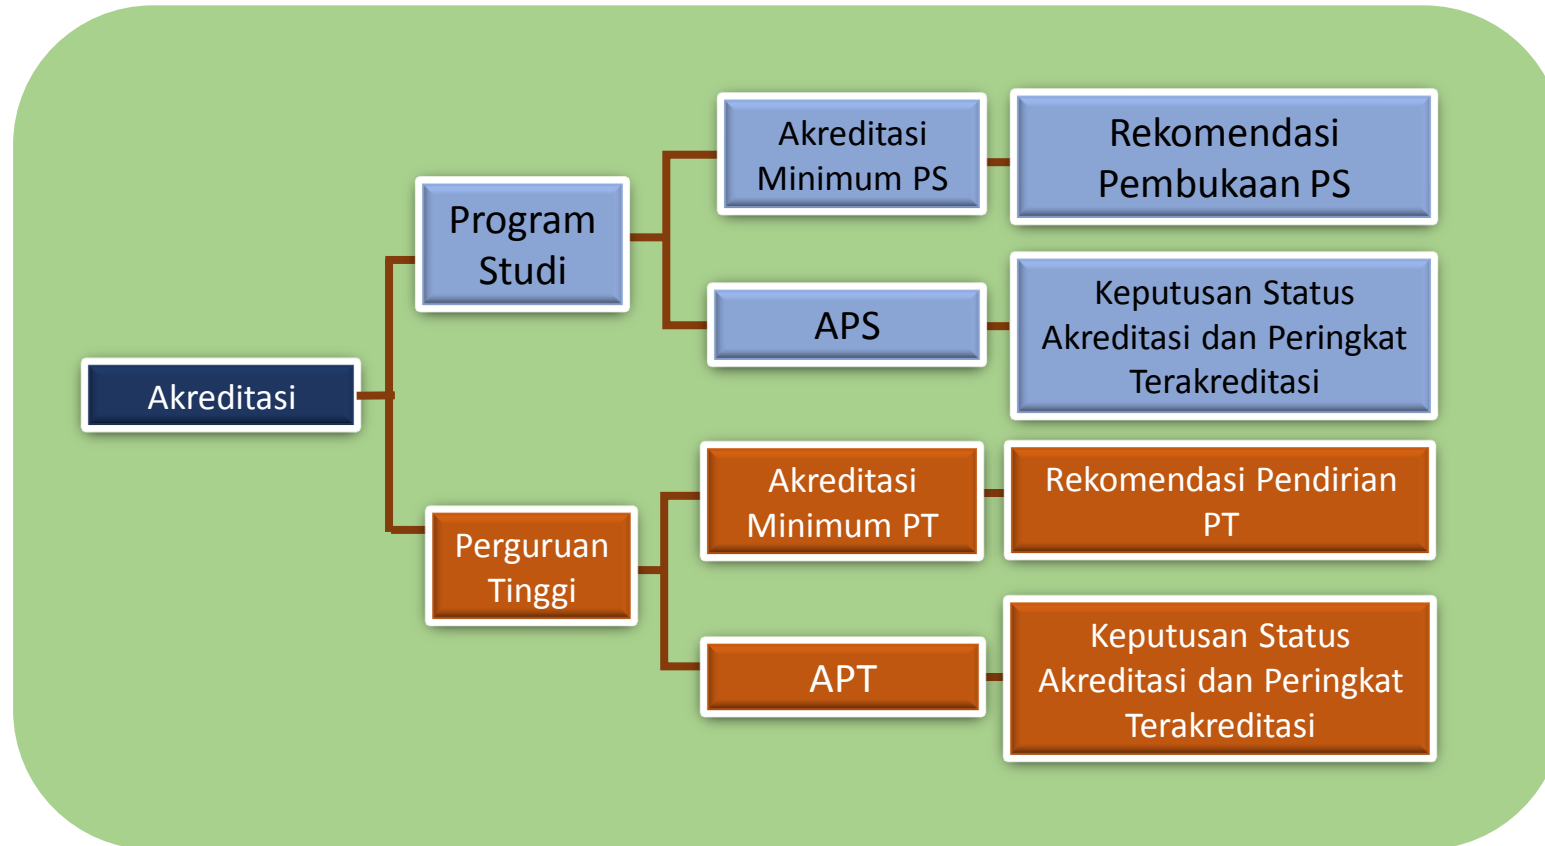 Akreditasi
Program
Studi
Akreditasi
Minimum PS
Rekomendasi
Pembukaan PS
APS
Keputusan Status
Akreditasi dan Peringkat
Terakreditasi
Perguruan
Tinggi
Akreditasi
Minimum PT
Rekomendasi Pendirian
PT
APT
Keputusan Status
Akreditasi dan Peringkat
Terakreditasi